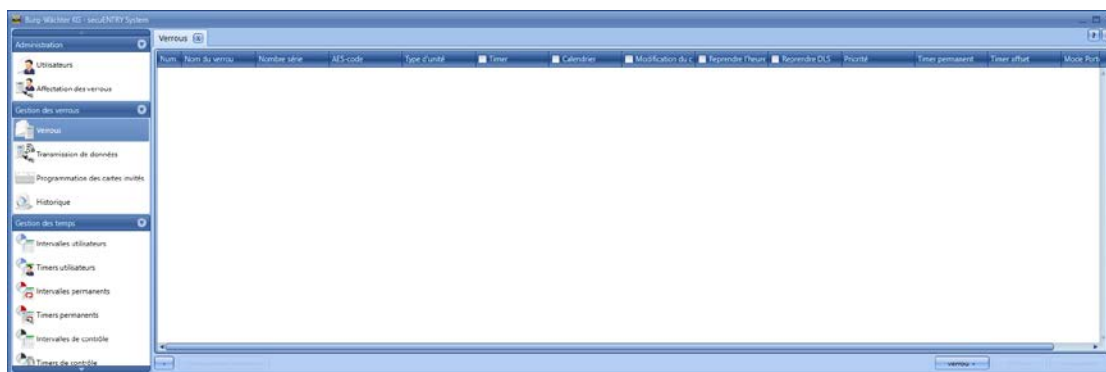 Burg-Wächter KG - secuENTRY System
Administration
Utilisateurs
Affectation des verrous
Gestion des verrous
Verrous
Transmission de données
Programmation des cartes invités
Historique
Gestion des temps
Intervalles utilisateurs
Timers utilisateurs
Intervalles permanents
Timers permanents
Intervalles de contrôle
Timers de contrôle
Verrous
Num Nom du verrou Nombre série AES-code Type d'unité Timer Calendrier Modification du c Reprendre l'heure Reprendre DLS Priorité Timer permanent Timer offset Mode Port
verrou